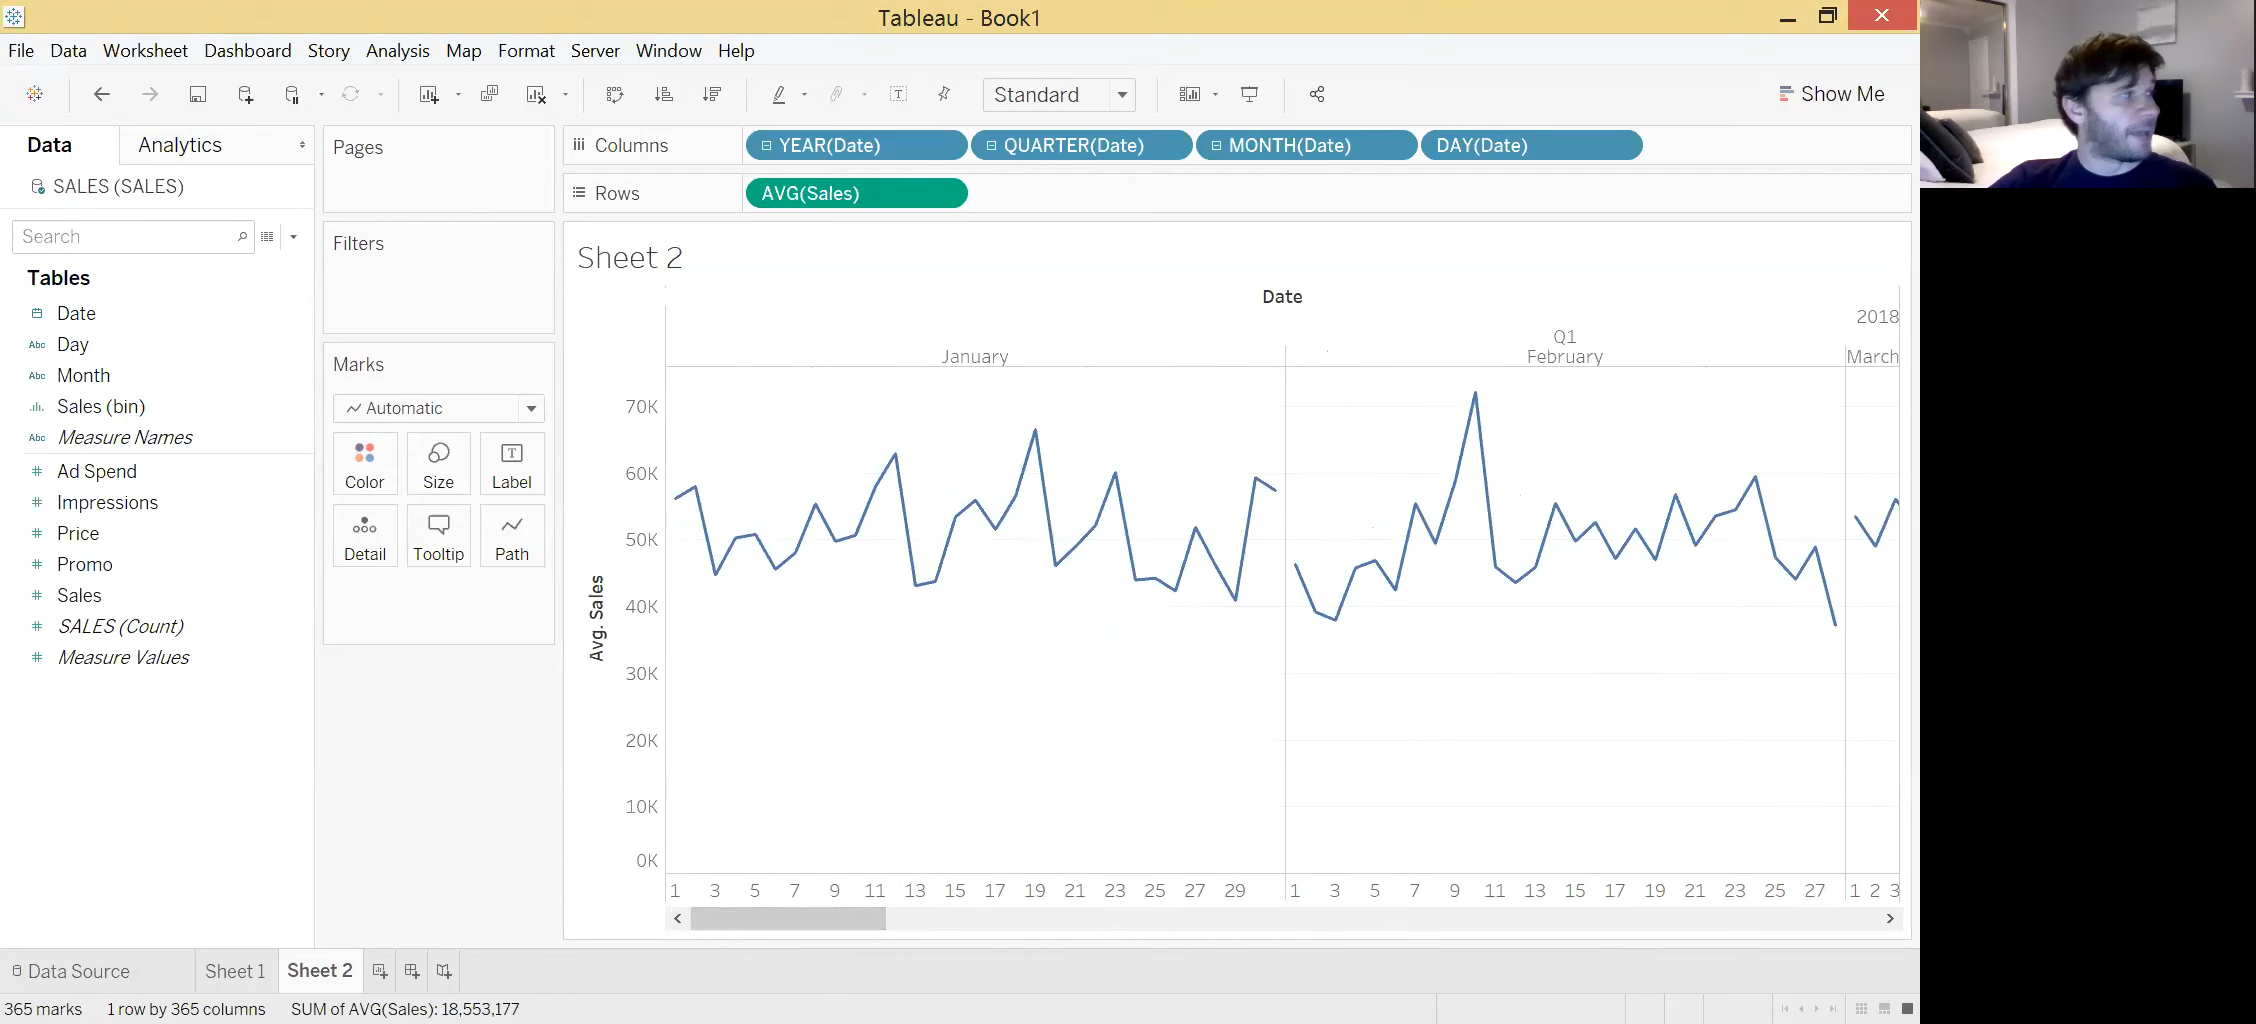 Tableau - Book1
File Data Worksheet Dashboard Story Analysis Map Format Server Window Help
Standard
Show Me
Data
Analytics
SALES (SALES)
Search
Tables
Date
Day
Month
Sales (bin)
Measure Names
Ad Spend
Impressions
Price
Promo
Sales
SALES (Count)
Measure Values
Pages
Filters
Marks
Automatic
Color Size Label
Detail Tooltip Path
Columns YEAR(Date) QUARTER(Date) MONTH(Date) DAY(Date)
Rows AVG(Sales)
Sheet 2
Date
2018
Q1
January February March
70K
60K
50K
40K
30K
20K
10K
0K
Avg. Sales
1 3 5 7 9 11 13 15 17 19 21 23 25 27 29 1 3 5 7 9 11 13 15 17 19 21 23 25 27 1 2 3
Data Source Sheet 1 Sheet 2
365 marks 1 row by 365 columns SUM of AVG(Sales): 18,553,177